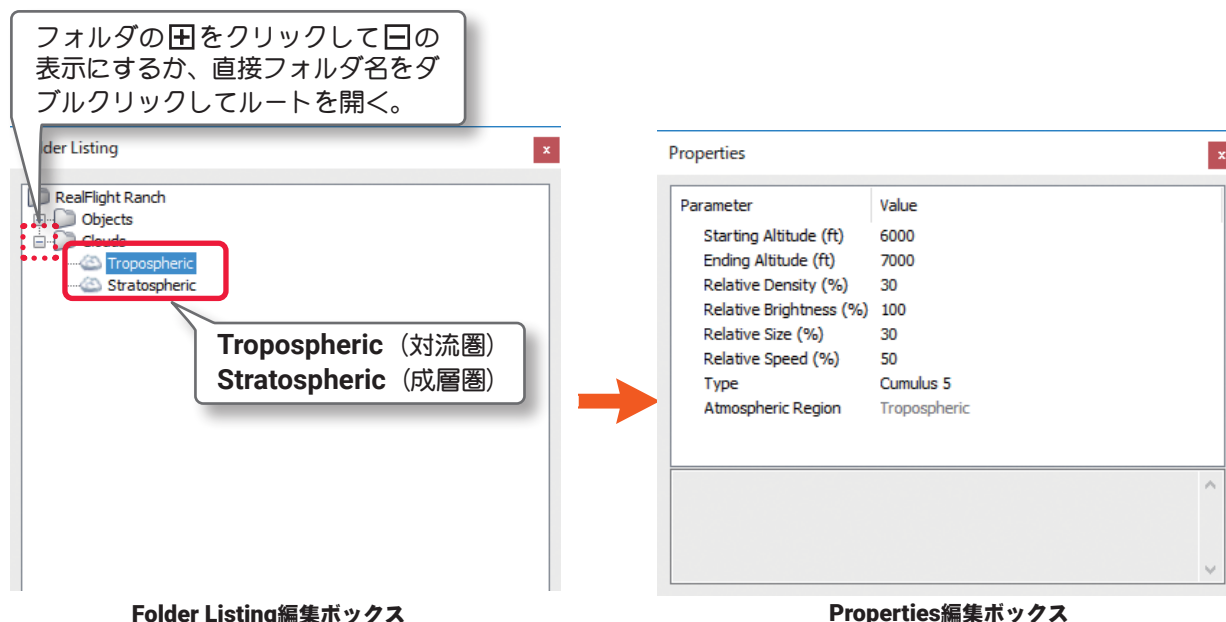 フォルダの⊞をクリックして⊟の
表示にするか、直接フォルダ名をダ
ブルクリックしてルートを開く。
der Listing
RealFlight Ranch
Objects
Clouds
Tropospheric
Stratospheric
Tropospheric（対流圏）
Stratospheric（成層圏）
Folder Listing編集ボックス
Properties
Parameter Value
Starting Altitude (ft) 6000
Ending Altitude (ft) 7000
Relative Density (%) 30
Relative Brightness (%) 100
Relative Size (%) 30
Relative Speed (%) 50
Type Cumulus 5
Atmospheric Region Tropospheric
Properties編集ボックス